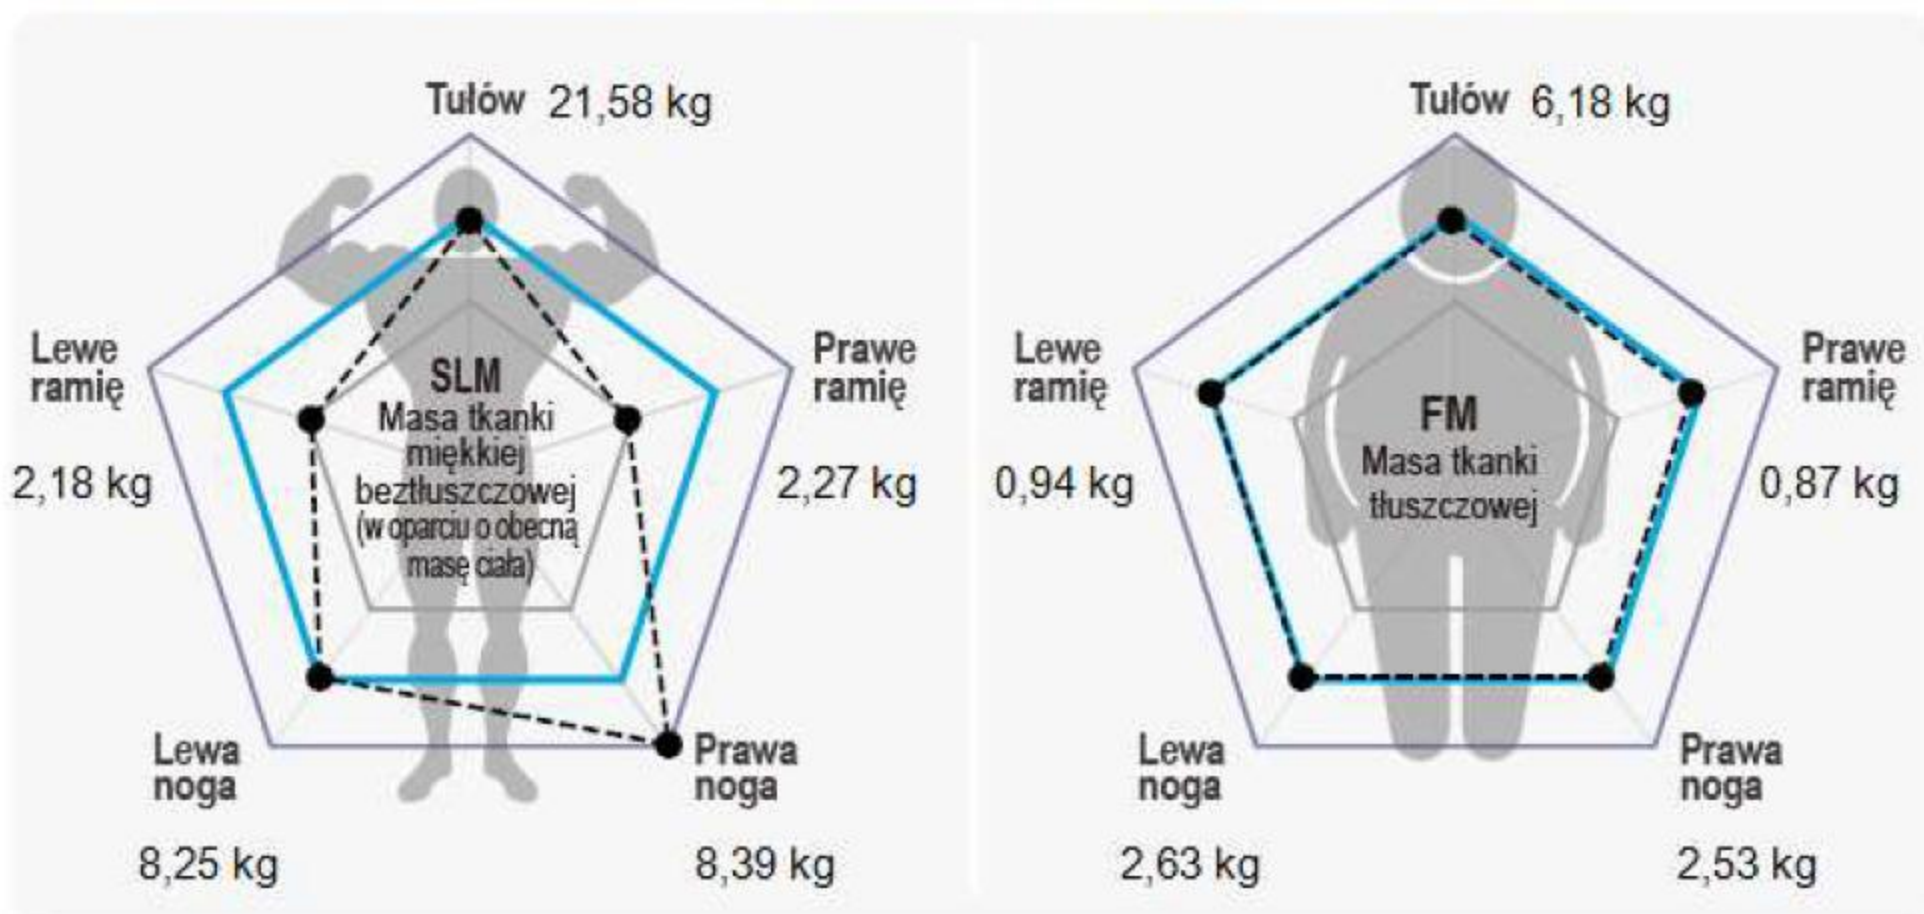 Tułów 21,58 kg
Lewe
ramię
2,18 kg
SLM
Masa tkanki
miękkiej
beztłuszczowej
(w oparciu o obecną
masę ciała)
Prawe
ramię
2,27 kg
Lewa
noga
8,25 kg
Prawa
noga
8,39 kg
Tułów 6,18 kg
Lewe
ramię
0,94 kg
FM
Masa tkanki
tłuszczowej
Prawe
ramię
0,87 kg
Lewa
noga
2,63 kg
Prawa
noga
2,53 kg